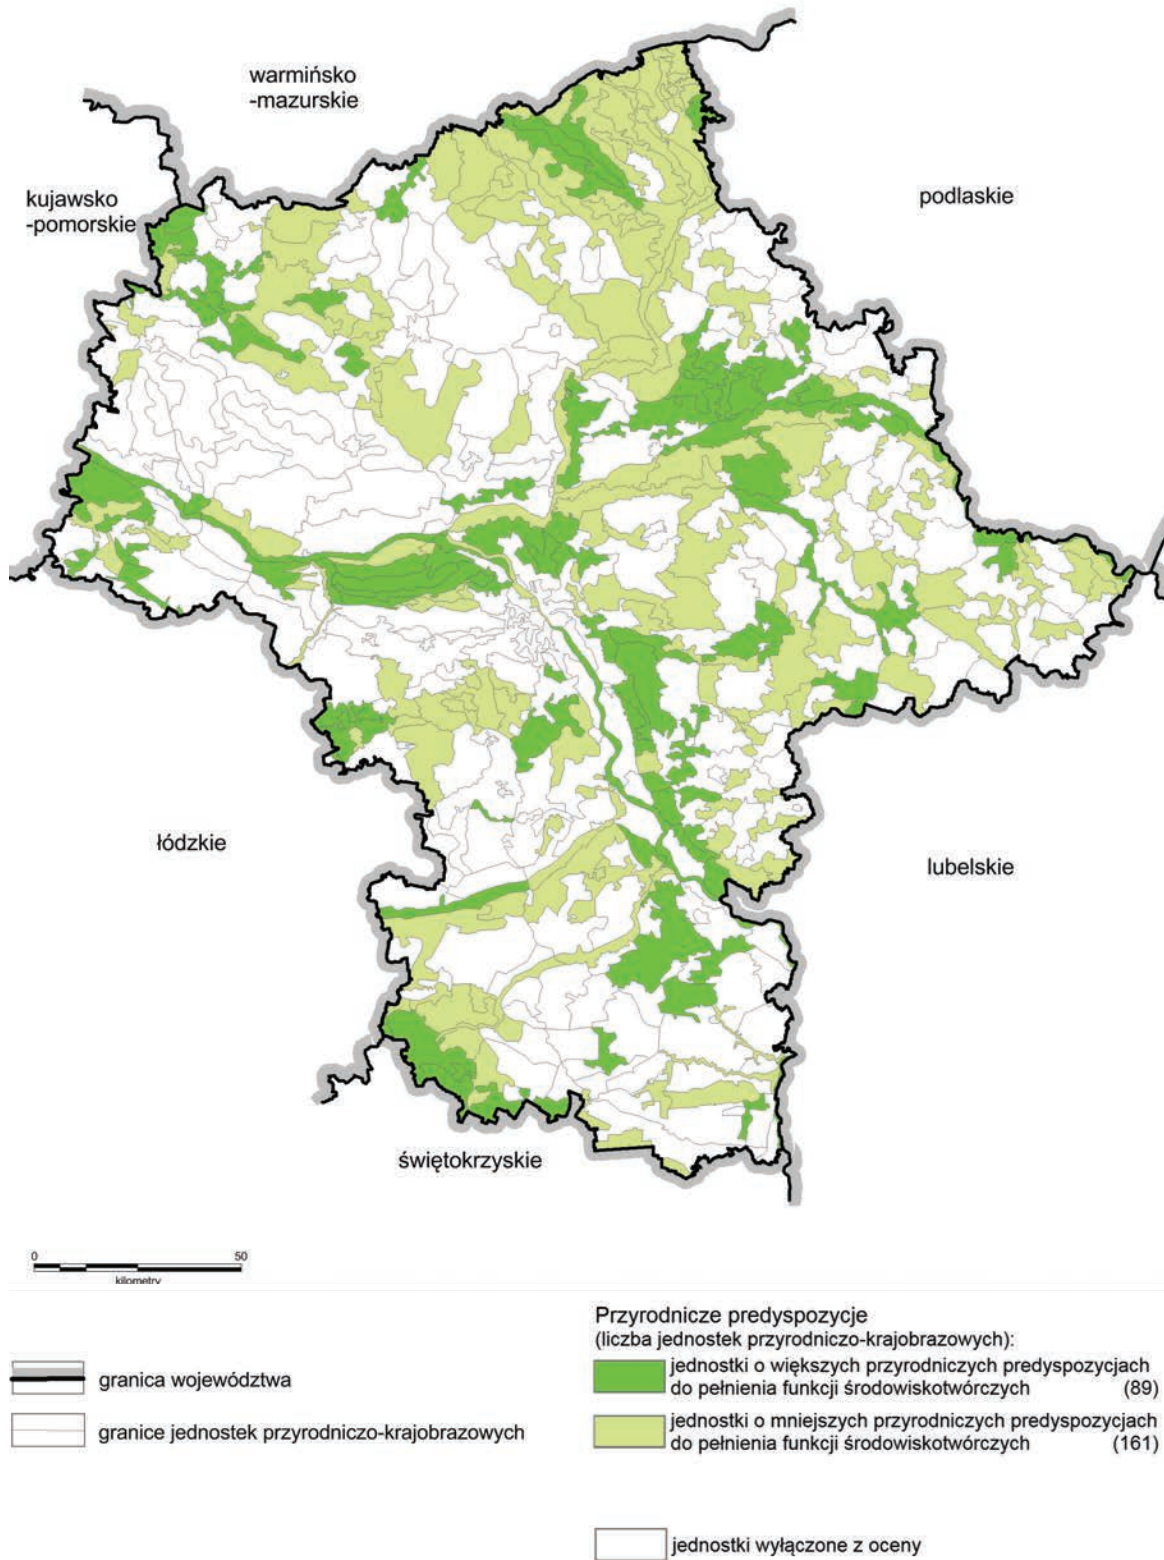 warmińsko
-mazurskie
kujawsko
-pomorskie
podlaskie
łódzkie
lubelskie
świętokrzyskie
0 50
kilometry
Przyrodnicze predyspozycje
(liczba jednostek przyrodniczo-krajobrazowych):
granica województwa
granice jednostek przyrodniczo-krajobrazowych
jednostki o większych przyrodniczych predyspozycjach
do pełnienia funkcji środowiskotwórczych (89)
jednostki o mniejszych przyrodniczych predyspozycjach
do pełnienia funkcji środowiskotwórczych (161)
jednostki wyłączone z oceny